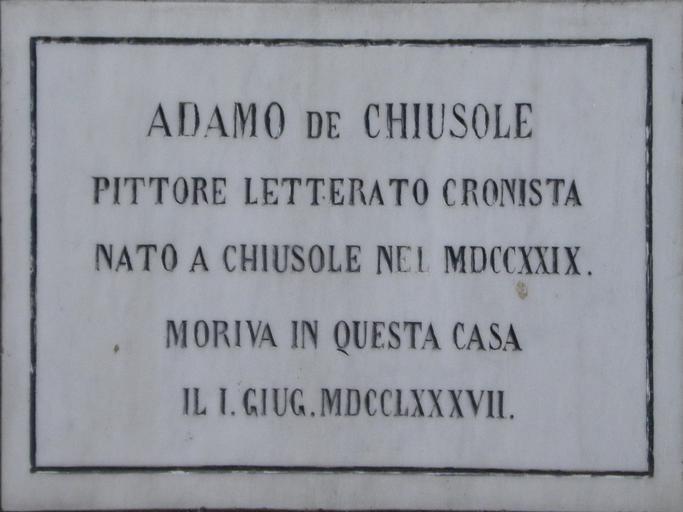 ADAMO DE CHIUSOLE
PITTORE LETTERATO CRONISTA
NATO A CHIUSOLE NEL MDCCXXIX.
MORIVA IN QUESTA CASA
IL I. GIUG. MDCCLXXXVII.